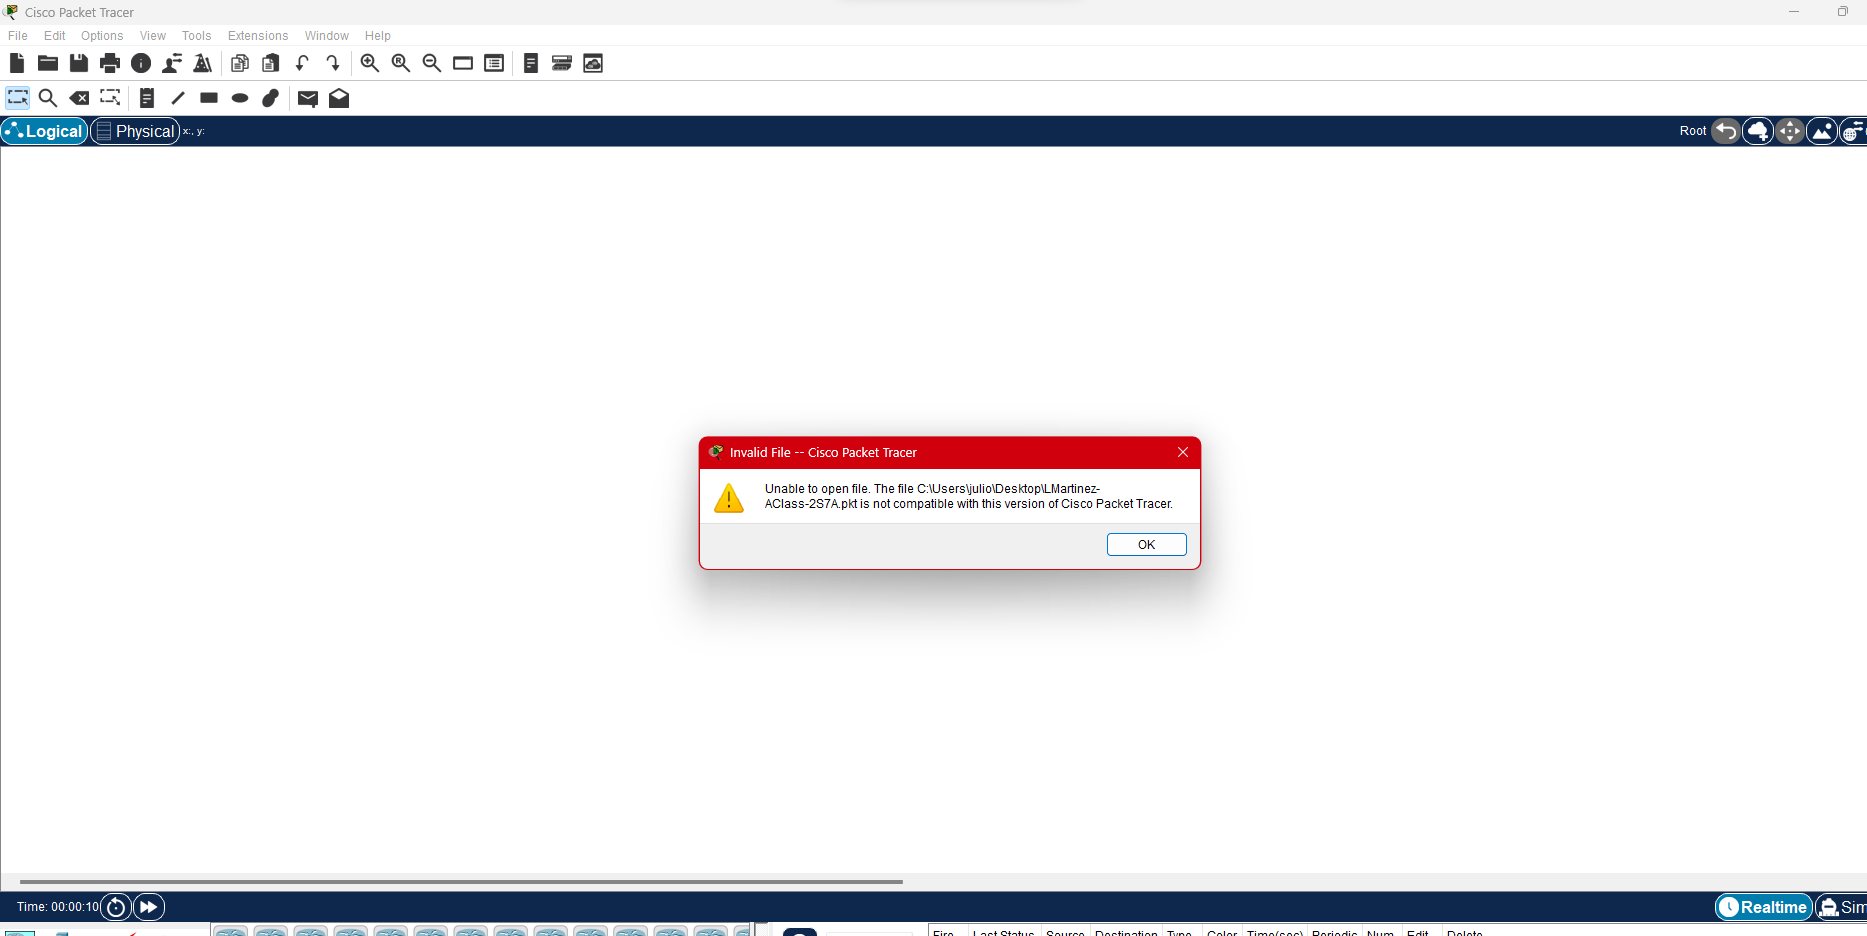 Cisco Packet Tracer
File Edit Options View Tools Extensions Window Help
Logical Physical x:, y:
Root
Invalid File -- Cisco Packet Tracer
Unable to open file. The file C:\Users\julio\Desktop\LMartinez-
AClass-2S7A.pkt is not compatible with this version of Cisco Packet Tracer.
OK
Time: 00:00:10
Realtime Sim
Fire Last Status Source Destination Type Color Time(sec) Periodic Num Edit Delete